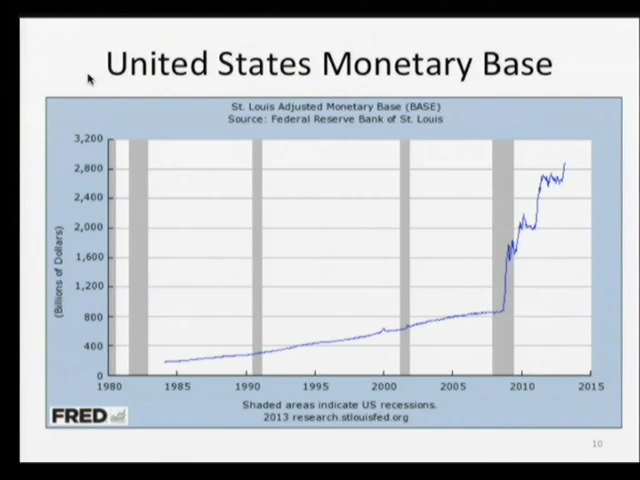 United States Monetary Base
St. Louis Adjusted Monetary Base (BASE)
Source: Federal Reserve Bank of St. Louis
3,200
2,800
2,400
2,000
1,600
1,200
800
400
0
(Billions of Dollars)
1980 1985 1990 1995 2000 2005 2010 2015
Shaded areas indicate US recessions.
2013 research.stlouisfed.org
FRED
10